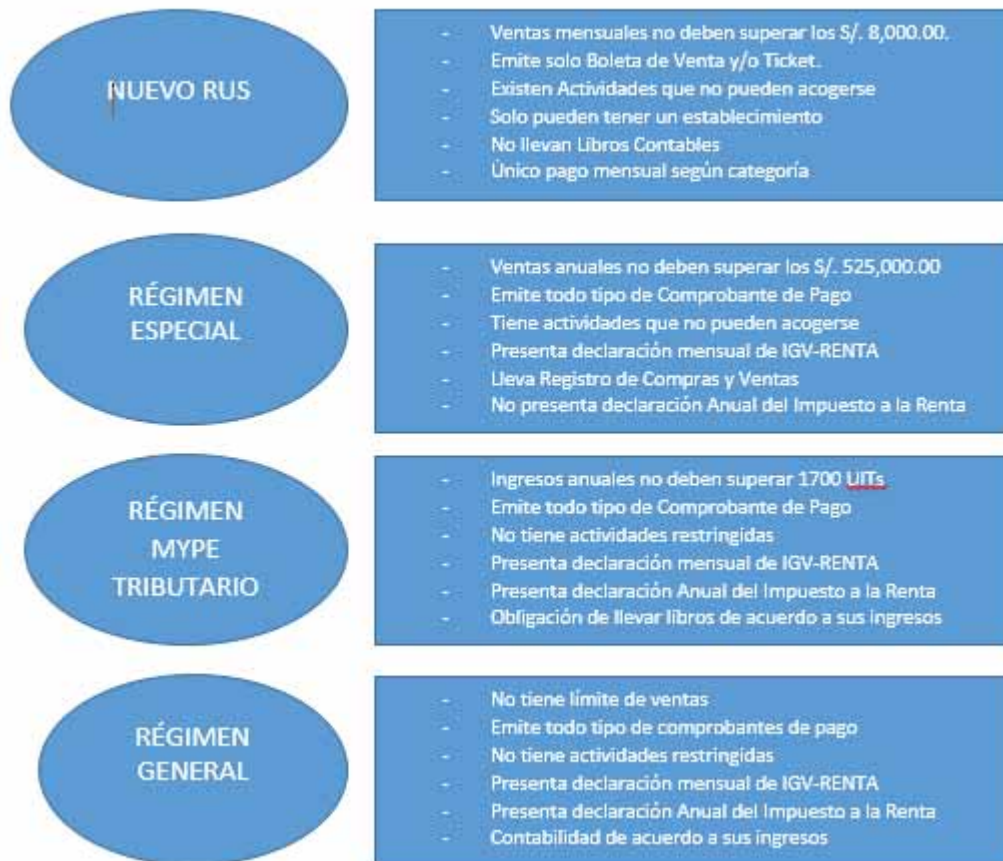 NUEVO RUS
- Ventas mensuales no deben superar los S/. 8,000.00.
- Emite solo Boleta de Venta y/o Ticket.
- Existen Actividades que no pueden acogerse
- Solo pueden tener un establecimiento
- No llevan Libros Contables
- Único pago mensual según categoría
RÉGIMEN
ESPECIAL
- Ventas anuales no deben superar los S/. 525,000.00
- Emite todo tipo de Comprobante de Pago
- Tiene actividades que no pueden acogerse
- Presenta declaración mensual de IGV-RENTA
- Lleva Registro de Compras y Ventas
- No presenta declaración Anual del Impuesto a la Renta
RÉGIMEN
MYPE
TRIBUTARIO
- Ingresos anuales no deben superar 1700 UITs
- Emite todo tipo de Comprobante de Pago
- No tiene actividades restringidas
- Presenta declaración mensual de IGV-RENTA
- Presenta declaración Anual del Impuesto a la Renta
- Obligación de llevar libros de acuerdo a sus ingresos
RÉGIMEN
GENERAL
- No tiene límite de ventas
- Emite todo tipo de comprobantes de pago
- No tiene actividades restringidas
- Presenta declaración mensual de IGV-RENTA
- Presenta declaración Anual del Impuesto a la Renta
- Contabilidad de acuerdo a sus ingresos